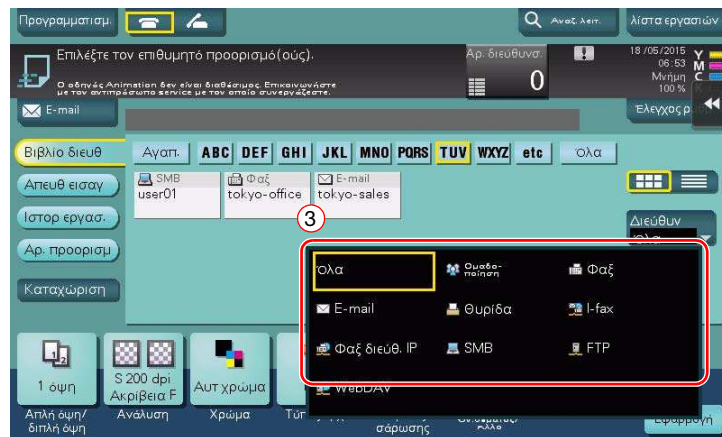 Προγραμματισμ.
Αναζ. λειτ.
λίστα εργασιών
Επιλέξτε τον επιθυμητό προορισμό(ούς).
Ο οδηγός Animation δεν είναι διαθέσιμος. Επικοινωνήστε
με τον αντιπρόσωπο service με τον οποίο συνεργάζεστε.
Αρ. διεύθυνσ.
0
18/05/2015
06:53
Μνήμη
100 %
Y
M
C
K
E-mail
Έλεγχος ρ
Βιβλίο διευθ
Αγαπ.
ABC DEF GHI JKL MNO PQRS TUV WXYZ etc
Όλα
Απευθ εισαγ
Ιστορ εργασ.
Αρ. προορισμ
Καταχώριση
SMB
user01
Φαξ
tokyo-office
E-mail
tokyo-sales
Διεύθυν
Όλα
3
Όλα
Ομαδο-
ποίηση
Φαξ
E-mail
Θυρίδα
I-fax
Φαξ διεύθ. IP
SMB
FTP
WebDAV
1 όψη
S
200 dpi
Ακρίβεια F
Αυτ χρώμα
Απλή όψη/
διπλή όψη
Ανάλυση
Χρώμα
Τύπ
σάρωσης
Εφαρμογή